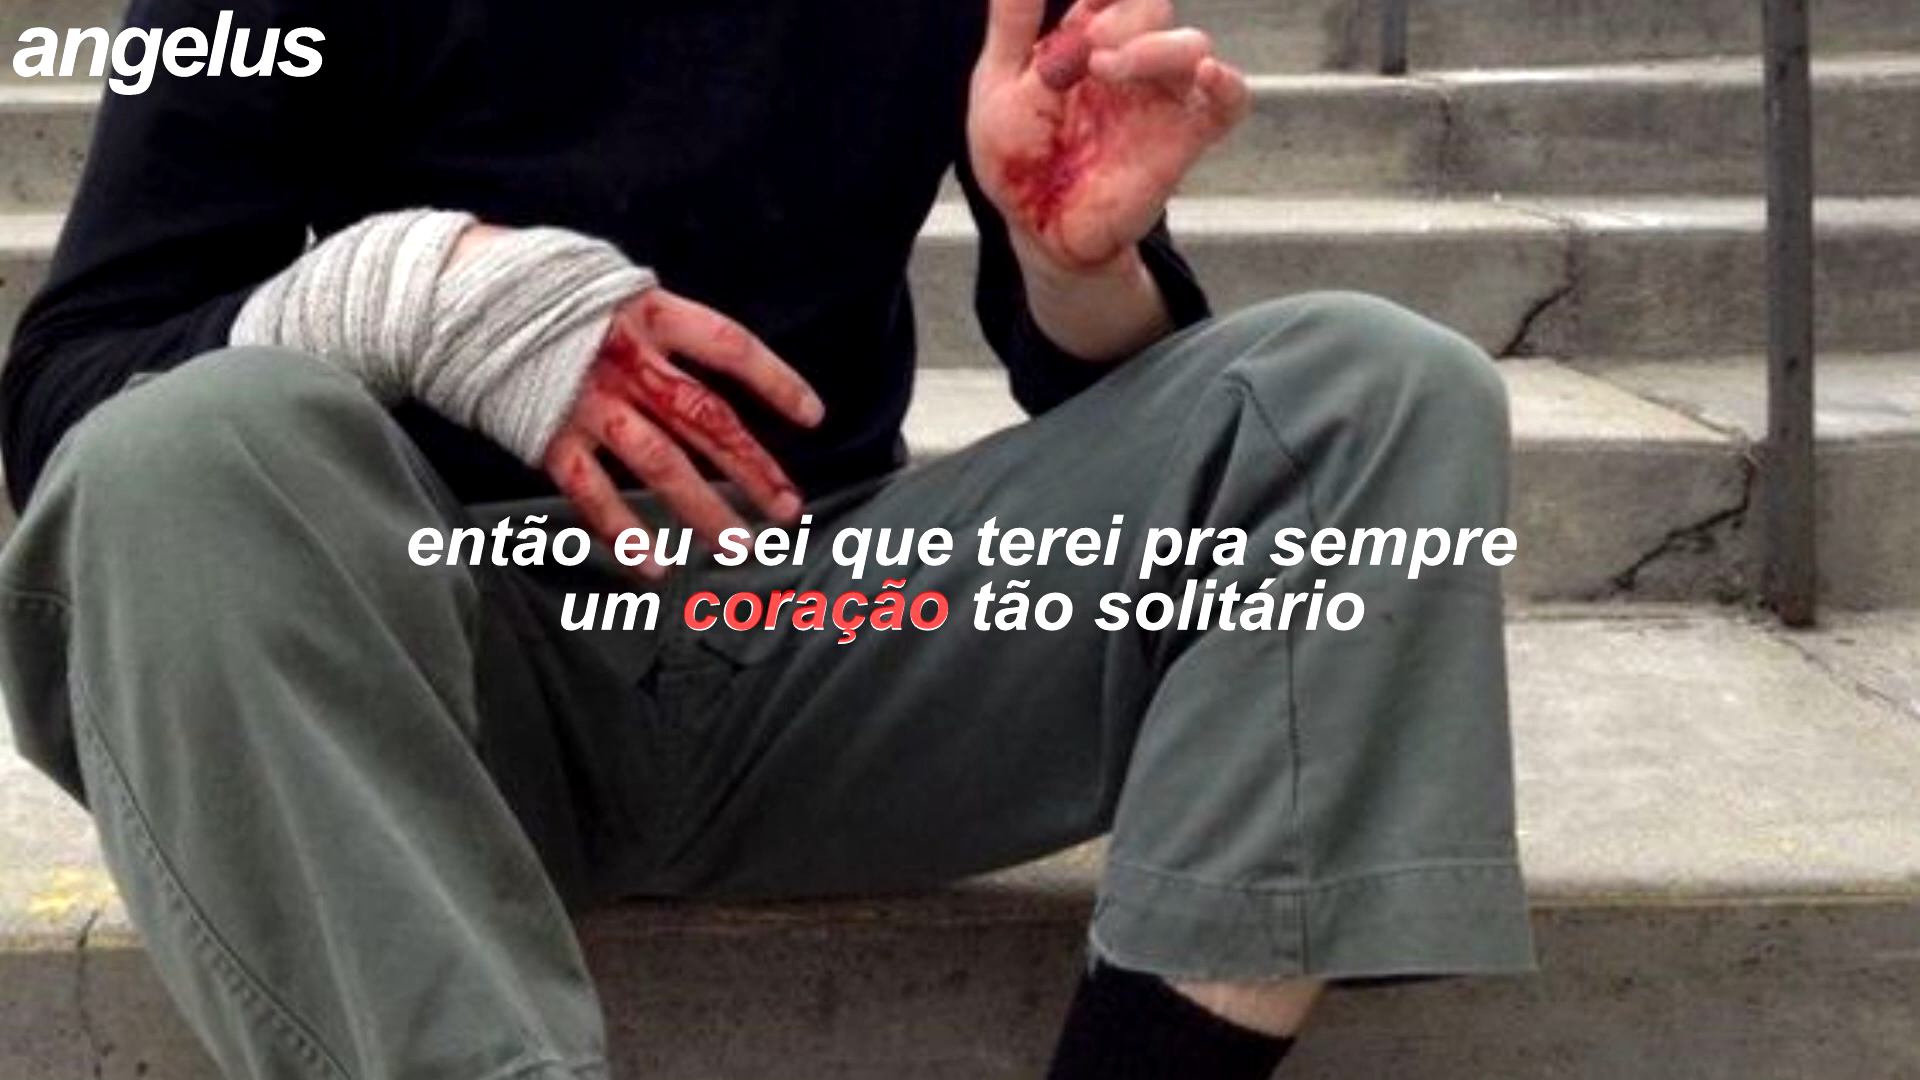 angelus
então eu sei que terei pra sempre
um coração tão solitário